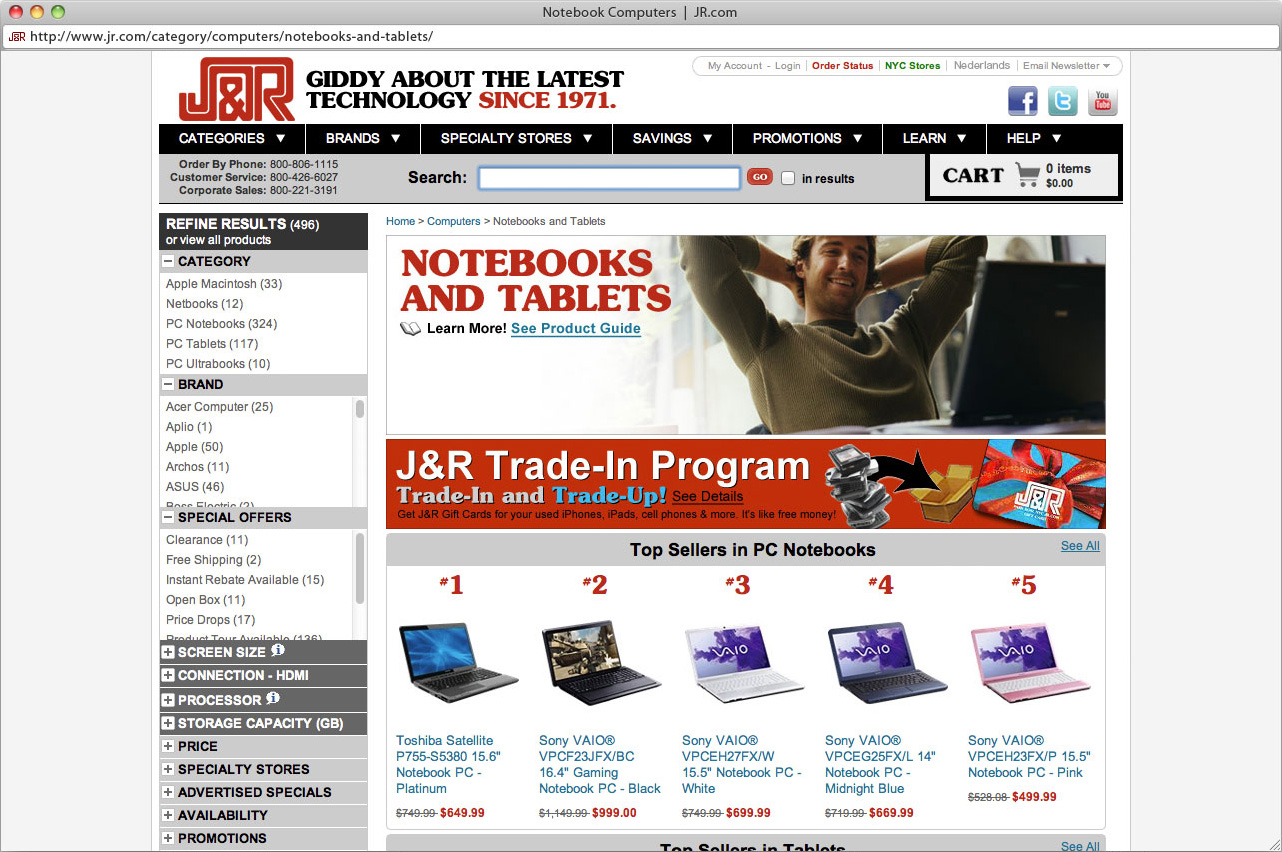 Notebook Computers | JR.com
J&R http://www.jr.com/category/computers/notebooks-and-tablets/
J&R
GIDDY ABOUT THE LATEST
TECHNOLOGY SINCE 1971.
My Account - Login | Order Status | NYC Stores | Nederlands | Email Newsletter
f t You Tube
CATEGORIES BRANDS SPECIALTY STORES SAVINGS PROMOTIONS LEARN HELP
Order By Phone: 800-806-1115
Customer Service: 800-426-6027
Corporate Sales: 800-221-3191
Search: GO in results
CART 0 items
$0.00
REFINE RESULTS (496)
or view all products
CATEGORY
Apple Macintosh (33)
Netbooks (12)
PC Notebooks (324)
PC Tablets (117)
PC Ultrabooks (10)
BRAND
Acer Computer (25)
Aplio (1)
Apple (50)
Archos (11)
ASUS (46)
Boss Electric (2)
SPECIAL OFFERS
Clearance (11)
Free Shipping (2)
Instant Rebate Available (15)
Open Box (11)
Price Drops (17)
Product Tour Available (136)
SCREEN SIZE i
CONNECTION - HDMI
PROCESSOR i
STORAGE CAPACITY (GB)
PRICE
SPECIALTY STORES
ADVERTISED SPECIALS
AVAILABILITY
PROMOTIONS
Home > Computers > Notebooks and Tablets
NOTEBOOKS
AND TABLETS
Learn More! See Product Guide
J&R Trade-In Program
Trade-In and Trade-Up! See Details
Get J&R Gift Cards for your used iPhones, iPads, cell phones & more. It's like free money!
J&R
Top Sellers in PC Notebooks
See All
#1
Toshiba Satellite
P755-S5380 15.6"
Notebook PC -
Platinum
$749.99 $649.99
#2
Sony VAIO®
VPCF23JFX/BC
16.4" Gaming
Notebook PC - Black
$1,149.99 $999.00
#3
VAIO
Sony VAIO®
VPCEH27FX/W
15.5" Notebook PC -
White
$749.99 $699.99
#4
VAIO
Sony VAIO®
VPCEG25FX/L 14"
Notebook PC -
Midnight Blue
$719.99 $669.99
#5
VAIO
Sony VAIO®
VPCEH23FX/P 15.5"
Notebook PC - Pink
$528.08 $499.99
Top Sellers in Tablets
See All